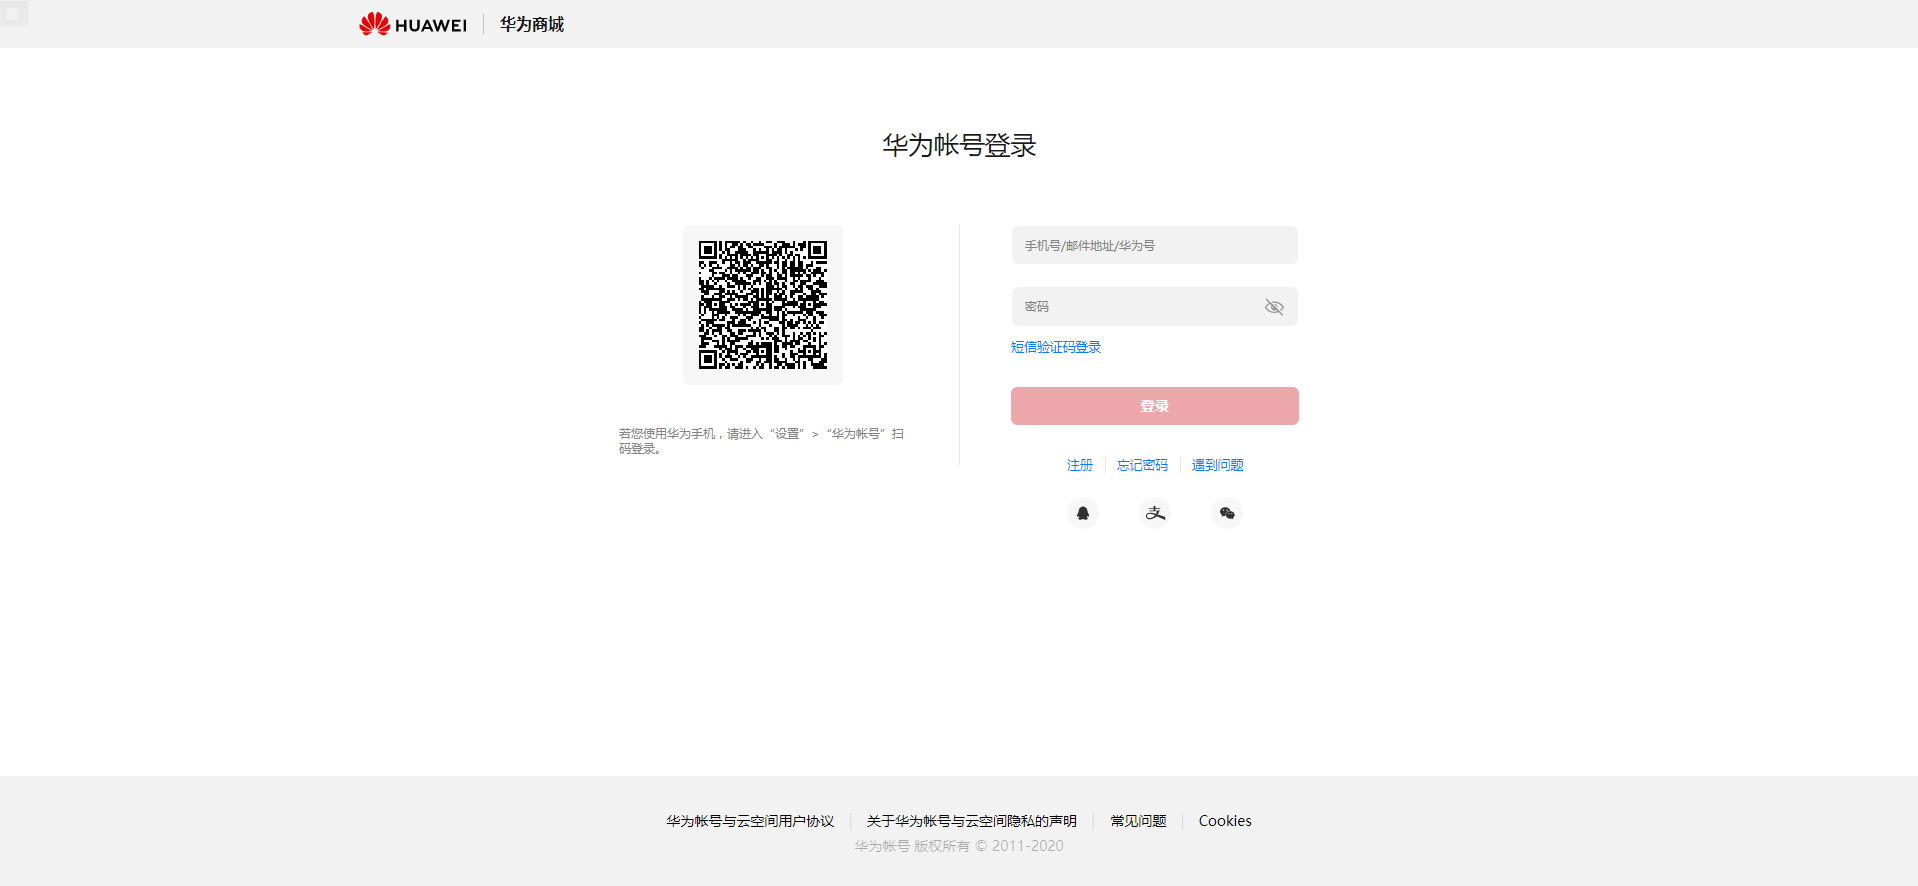 HUAWEI 华为商城
华为帐号登录
若您使用华为手机，请进入“设置” > “华为帐号”扫
码登录。
手机号/邮件地址/华为号
密码
短信验证码登录
登录
注册 忘记密码 遇到问题
支
华为帐号与云空间用户协议 关于华为帐号与云空间隐私的声明 常见问题 Cookies
华为帐号 版权所有 © 2011-2020